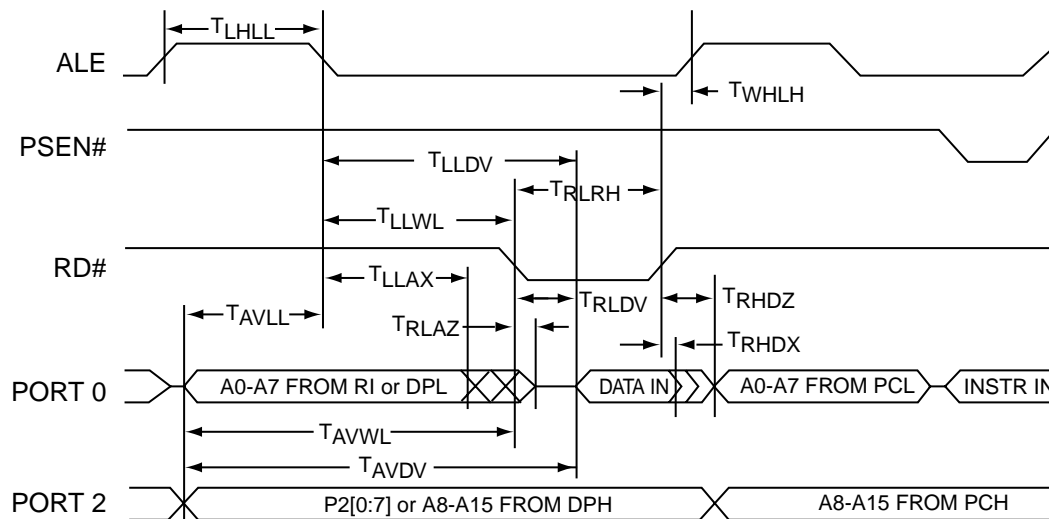 TLHLL
ALE
TWHLH
PSEN#
TLLDV
TRLRH
TLLWL
RD#
TLLAX
TAVLL
TRLDV
TRHDZ
TRLAZ
TRHDX
PORT 0
A0-A7 FROM RI or DPL
DATA IN
A0-A7 FROM PCL
INSTR IN
TAVWL
TAVDV
PORT 2
P2[0:7] or A8-A15 FROM DPH
A8-A15 FROM PCH